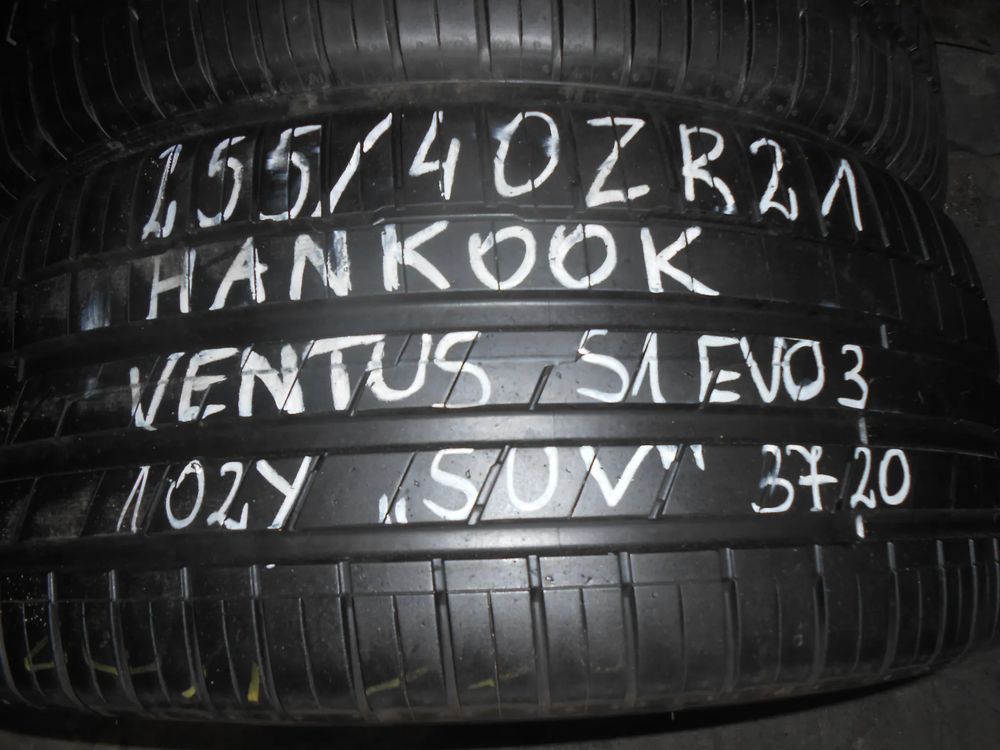 255/40ZR21
HANKOOK
VENTUS S1 EVO3
102Y „SUV" 3720